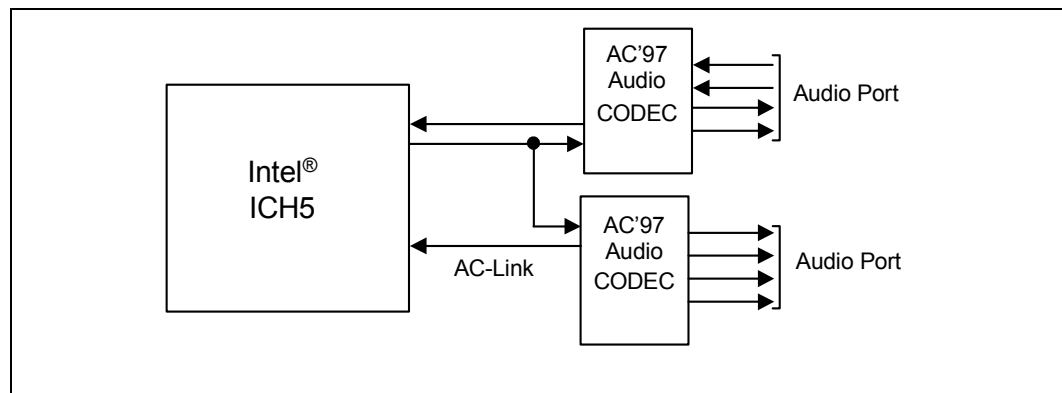 Intel®
ICH5
AC'97
Audio
CODEC
Audio Port
AC'97
Audio
CODEC
Audio Port
AC-Link